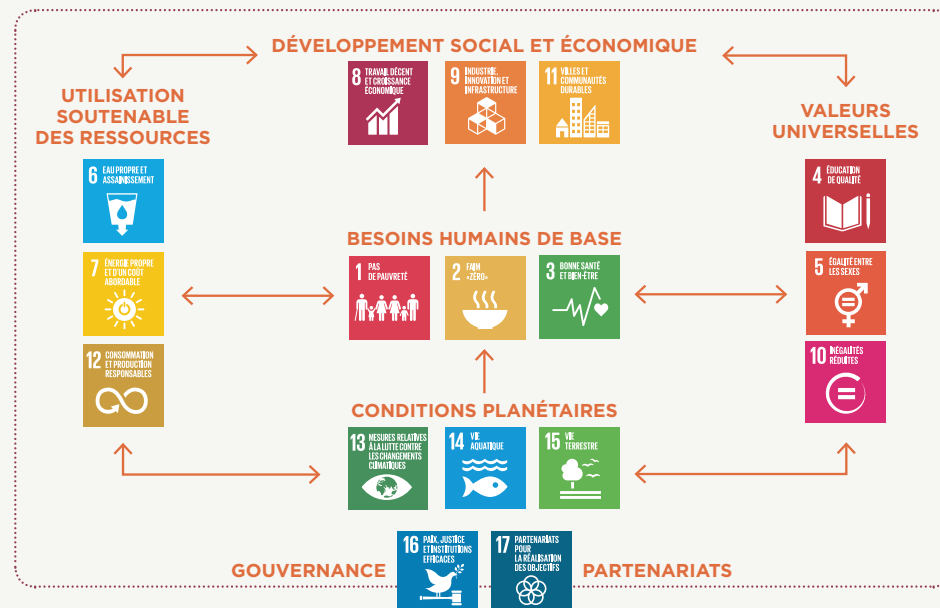 DÉVELOPPEMENT SOCIAL ET ÉCONOMIQUE
8 TRAVAIL DÉCENT
ET CROISSANCE
ÉCONOMIQUE
9 INDUSTRIE,
INNOVATION ET
INFRASTRUCTURE
11 VILLES ET
COMMUNAUTÉS
DURABLES
UTILISATION
SOUTENABLE
DES RESSOURCES
6 EAU PROPRE ET
ASSAINISSEMENT
7 ÉNERGIE PROPRE
ET D'UN COÛT
ABORDABLE
12 CONSOMMATION
ET PRODUCTION
RESPONSABLES
BESOINS HUMAINS DE BASE
1 PAS
DE PAUVRETÉ
2 FAIM
«ZÉRO»
3 BONNE SANTÉ
ET BIEN-ÊTRE
VALEURS
UNIVERSELLES
4 ÉDUCATION
DE QUALITÉ
5 ÉGALITÉ ENTRE
LES SEXES
10 INÉGALITÉS
RÉDUITES
CONDITIONS PLANÉTAIRES
13 MESURES RELATIVES
À LA LUTTE CONTRE
LES CHANGEMENTS
CLIMATIQUES
14 VIE
AQUATIQUE
15 VIE
TERRESTRE
GOUVERNANCE
16 PAIX, JUSTICE
ET INSTITUTIONS
EFFICACES
17 PARTENARIATS
POUR
LA RÉALISATION
DES OBJECTIFS
PARTENARIATS